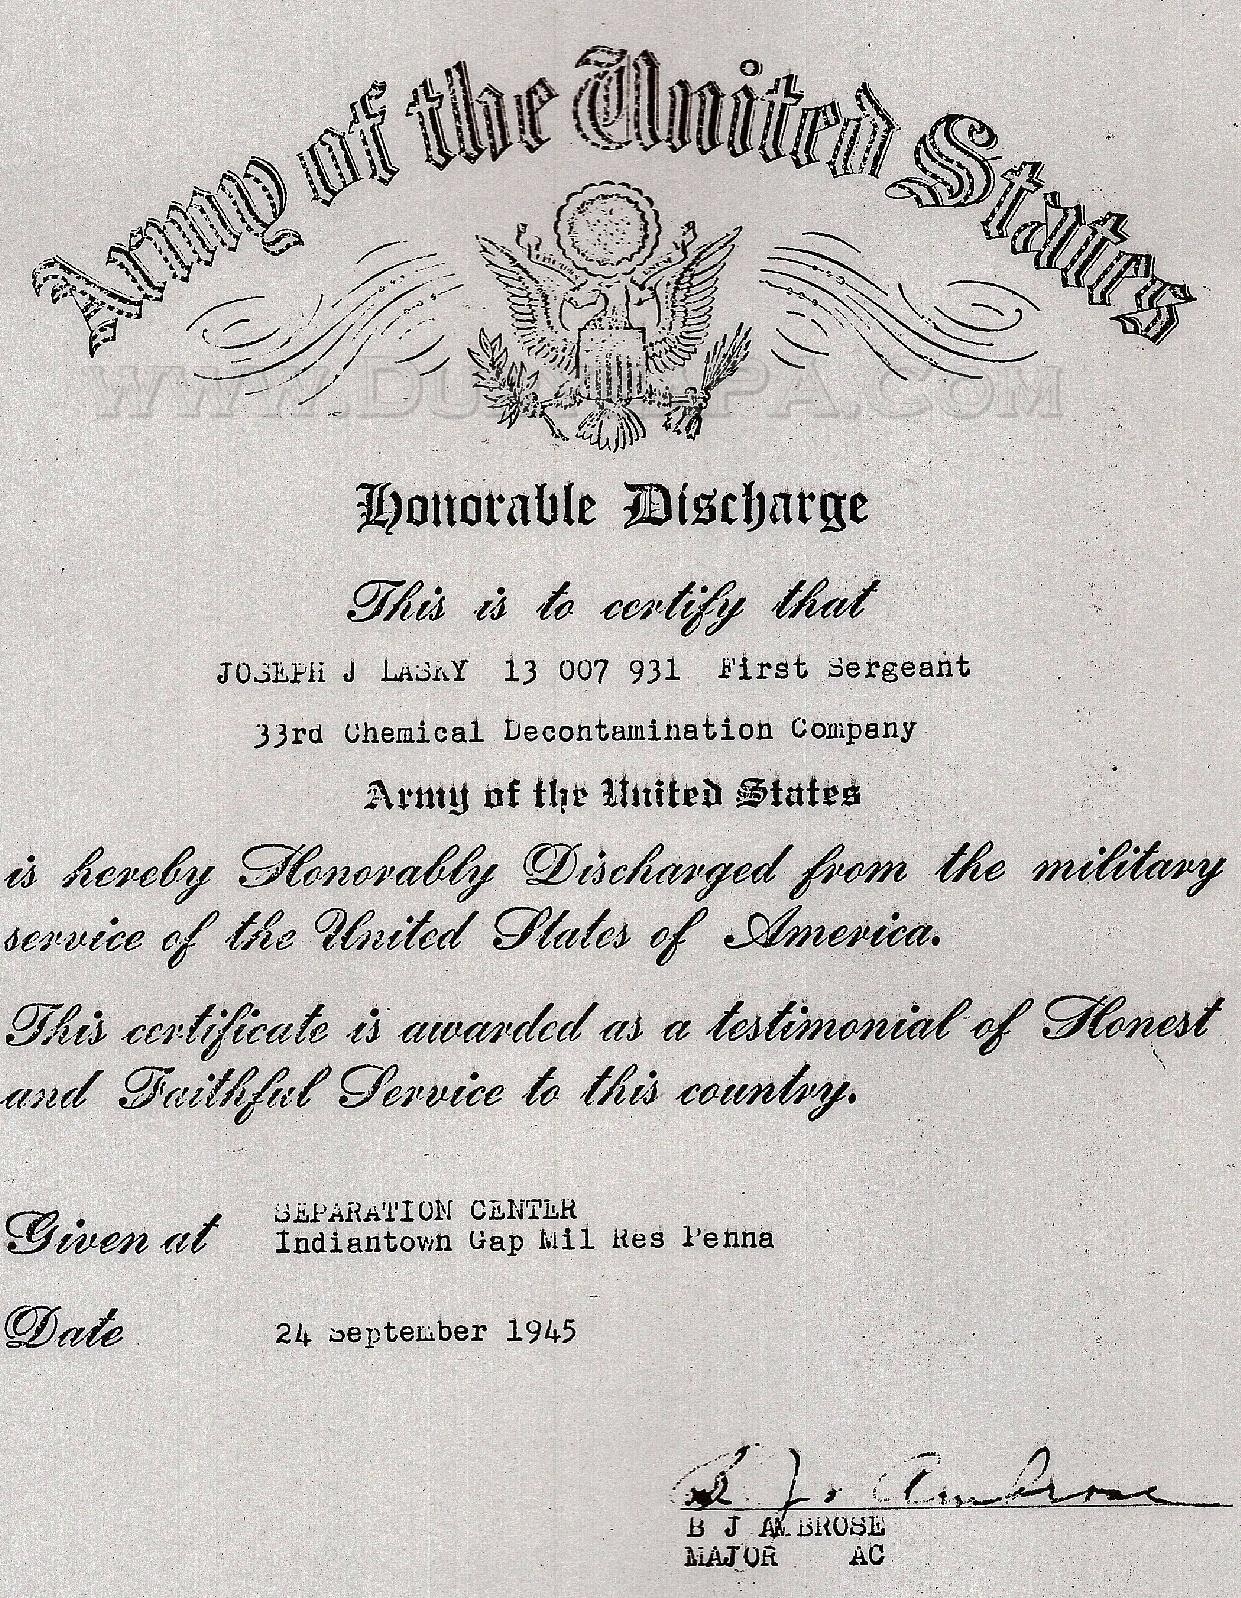 Army of the United States
Honorable Discharge
This is to certify that
JOSEPH J LASKY 13 007 931 First Sergeant
33rd Chemical Decontamination Company
Army of the United States
is hereby Honorably Discharged from the military
service of the United States of America.
This certificate is awarded as a testimonial of Honest
and Faithful Service to this country.
Given at SEPARATION CENTER
Indiantown Gap Mil Res Penna
Date 24 September 1945
B J. Ambrose
B J AMBROSE
MAJOR AC